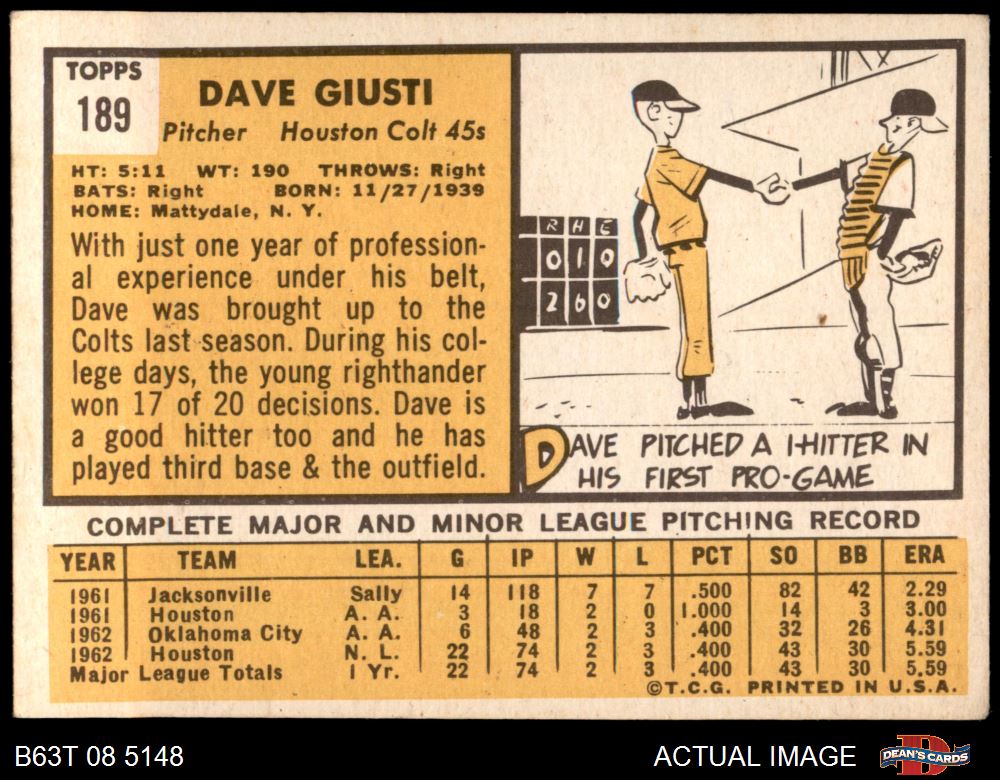 TOPPS
189
DAVE GIUSTI
Pitcher Houston Colt 45s
HT: 5:11 WT: 190 THROWS: Right
BATS: Right BORN: 11/27/1939
HOME: Mattydale, N. Y.
With just one year of profession-
al experience under his belt,
Dave was brought up to the
Colts last season. During his col-
lege days, the young righthander
won 17 of 20 decisions. Dave is
a good hitter too and he has
played third base & the outfield.
R H E
0 1 0
2 6 0
DAVE PITCHED A 1-HITTER IN
HIS FIRST PRO-GAME
COMPLETE MAJOR AND MINOR LEAGUE PITCHING RECORD
YEAR TEAM LEA. G IP W L PCT SO BB ERA
1961 Jacksonville Sally 14 118 7 7 .500 82 42 2.29
1961 Houston A. A. 3 18 2 0 1.000 14 3 3.00
1962 Oklahoma City A. A. 6 48 2 3 .400 32 26 4.31
1962 Houston N. L. 22 74 2 3 .400 43 30 5.59
Major League Totals 1 Yr. 22 74 2 3 .400 43 30 5.59
©T.C.G. PRINTED IN U.S.A.
B63T 08 5148 ACTUAL IMAGE DEAN'S CARDS